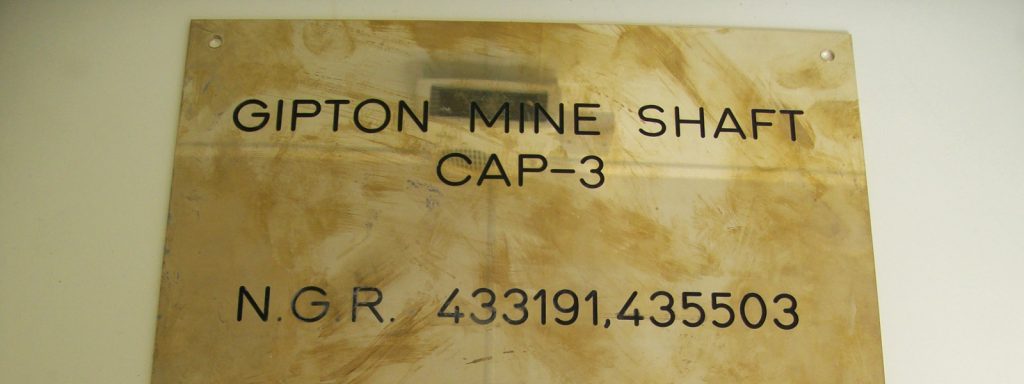 GIPTON MINE SHAFT
CAP-3
N.G.R. 433191,435503